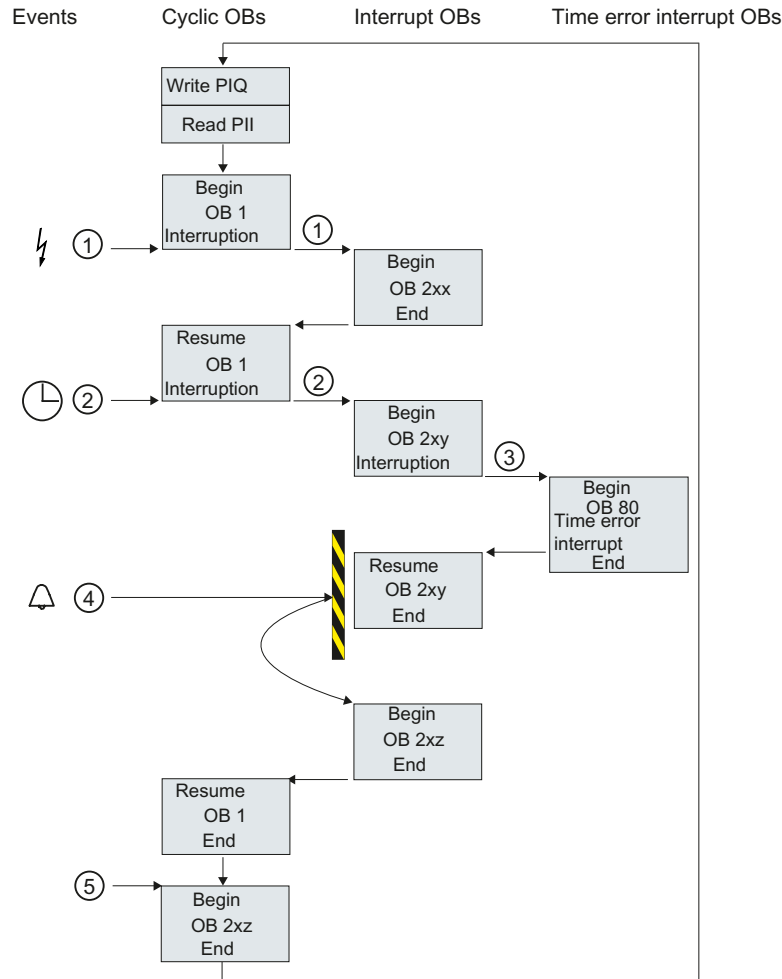 Events Cyclic OBs Interrupt OBs Time error interrupt OBs
Write PIQ
Read PII
Begin
OB 1
Interruption
1
1
Begin
OB 2xx
End
Resume
OB 1
Interruption
2
2
Begin
OB 2xy
Interruption
3
Begin
OB 80
Time error
interrupt
End
Resume
OB 2xy
End
4
Begin
OB 2xz
End
Resume
OB 1
End
5
Begin
OB 2xz
End